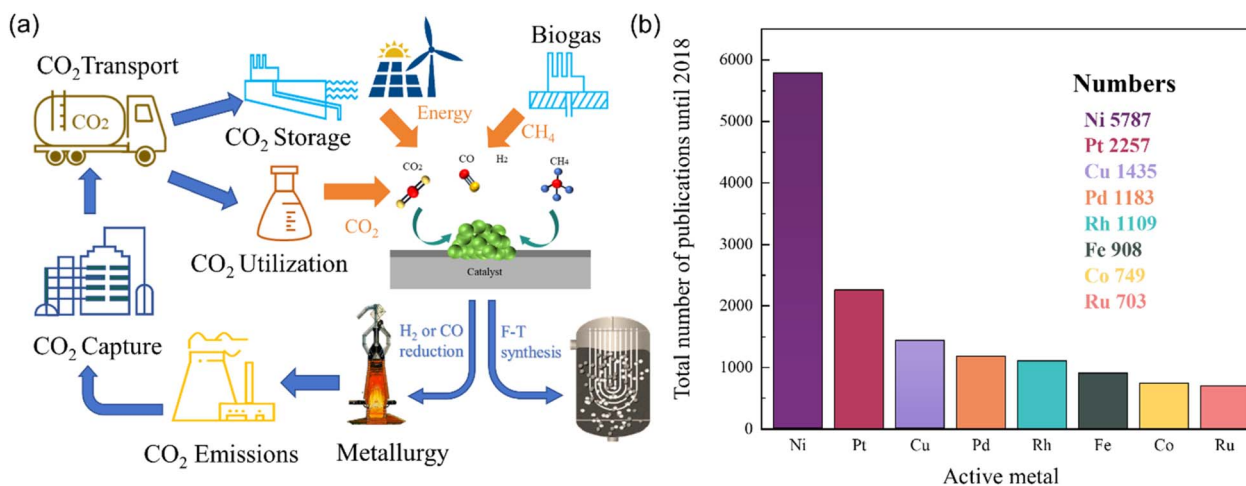 (a)
CO₂Transport
CO₂
CO₂ Storage
Energy
Biogas
CH₄
CO₂ Utilization
CO₂
CO₂
CO
H₂
CH₄
Catalyst
CO₂ Capture
H₂ or CO
reduction
F-T
synthesis
CO₂ Emissions
Metallurgy
(b)
Total number of publications until 2018
6000
5000
4000
3000
2000
1000
0
Numbers
Ni 5787
Pt 2257
Cu 1435
Pd 1183
Rh 1109
Fe 908
Co 749
Ru 703
Ni Pt Cu Pd Rh Fe Co Ru
Active metal